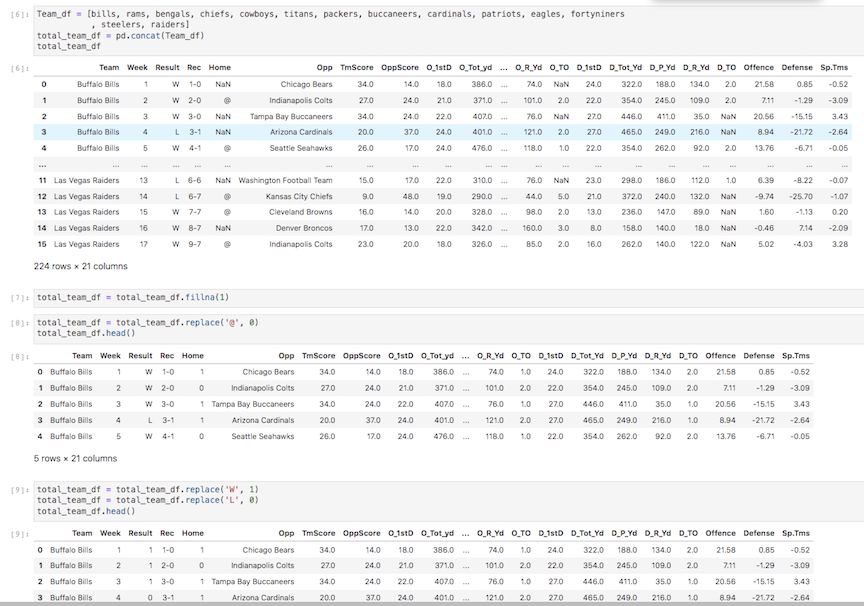 [6]: Team_df = [bills, rams, bengals, chiefs, cowboys, titans, packers, buccaneers, cardinals, patriots, eagles, fortyniners
, steelers, raiders]
total_team_df = pd.concat(Team_df)
total_team_df
[6]: Team Week Result Rec Home Opp TmScore OppScore O_1stD O_Tot_yd ... O_R_Yd O_TO D_1stD D_Tot_Yd D_P_Yd D_R_Yd D_TO Offence Defense Sp.Tms
0 Buffalo Bills 1 W 1-0 NaN Chicago Bears 34.0 14.0 18.0 386.0 ... 74.0 NaN 24.0 322.0 188.0 134.0 2.0 21.58 0.85 -0.52
1 Buffalo Bills 2 W 2-0 @ Indianapolis Colts 27.0 24.0 21.0 371.0 ... 101.0 2.0 22.0 354.0 245.0 109.0 2.0 7.11 -1.29 -3.09
2 Buffalo Bills 3 W 3-0 NaN Tampa Bay Buccaneers 34.0 24.0 22.0 407.0 ... 76.0 NaN 27.0 446.0 411.0 35.0 NaN 20.56 -15.15 3.43
3 Buffalo Bills 4 L 3-1 NaN Arizona Cardinals 20.0 37.0 24.0 401.0 ... 121.0 2.0 27.0 465.0 249.0 216.0 NaN 8.94 -21.72 -2.64
4 Buffalo Bills 5 W 4-1 @ Seattle Seahawks 26.0 17.0 24.0 476.0 ... 118.0 1.0 22.0 354.0 262.0 92.0 2.0 13.76 -6.71 -0.05
... ... ... ... ... ... ... ... ... ... ... ... ... ... ... ... ... ... ... ... ... ...
11 Las Vegas Raiders 13 L 6-6 NaN Washington Football Team 15.0 17.0 22.0 310.0 ... 76.0 NaN 23.0 298.0 186.0 112.0 1.0 6.39 -8.22 -0.07
12 Las Vegas Raiders 14 L 6-7 @ Kansas City Chiefs 9.0 48.0 19.0 290.0 ... 44.0 5.0 21.0 372.0 240.0 132.0 NaN -9.74 -25.70 -1.07
13 Las Vegas Raiders 15 W 7-7 @ Cleveland Browns 16.0 14.0 20.0 328.0 ... 98.0 2.0 13.0 236.0 147.0 89.0 NaN 1.60 -1.13 0.20
14 Las Vegas Raiders 16 W 8-7 NaN Denver Broncos 17.0 13.0 22.0 342.0 ... 160.0 3.0 8.0 158.0 140.0 18.0 NaN -0.46 7.14 -2.09
15 Las Vegas Raiders 17 W 9-7 @ Indianapolis Colts 23.0 20.0 18.0 326.0 ... 85.0 2.0 16.0 262.0 140.0 122.0 NaN 5.02 -4.03 3.28
224 rows × 21 columns
[7]: total_team_df = total_team_df.fillna(1)
[8]: total_team_df = total_team_df.replace('@', 0)
total_team_df.head()
[8]: Team Week Result Rec Home Opp TmScore OppScore O_1stD O_Tot_yd ... O_R_Yd O_TO D_1stD D_Tot_Yd D_P_Yd D_R_Yd D_TO Offence Defense Sp.Tms
0 Buffalo Bills 1 W 1-0 1 Chicago Bears 34.0 14.0 18.0 386.0 ... 74.0 1.0 24.0 322.0 188.0 134.0 2.0 21.58 0.85 -0.52
1 Buffalo Bills 2 W 2-0 0 Indianapolis Colts 27.0 24.0 21.0 371.0 ... 101.0 2.0 22.0 354.0 245.0 109.0 2.0 7.11 -1.29 -3.09
2 Buffalo Bills 3 W 3-0 1 Tampa Bay Buccaneers 34.0 24.0 22.0 407.0 ... 76.0 1.0 27.0 446.0 411.0 35.0 1.0 20.56 -15.15 3.43
3 Buffalo Bills 4 L 3-1 1 Arizona Cardinals 20.0 37.0 24.0 401.0 ... 121.0 2.0 27.0 465.0 249.0 216.0 1.0 8.94 -21.72 -2.64
4 Buffalo Bills 5 W 4-1 0 Seattle Seahawks 26.0 17.0 24.0 476.0 ... 118.0 1.0 22.0 354.0 262.0 92.0 2.0 13.76 -6.71 -0.05
5 rows × 21 columns
[9]: total_team_df = total_team_df.replace('W', 1)
total_team_df = total_team_df.replace('L', 0)
total_team_df.head()
[9]: Team Week Result Rec Home Opp TmScore OppScore O_1stD O_Tot_yd ... O_R_Yd O_TO D_1stD D_Tot_Yd D_P_Yd D_R_Yd D_TO Offence Defense Sp.Tms
0 Buffalo Bills 1 1 1-0 1 Chicago Bears 34.0 14.0 18.0 386.0 ... 74.0 1.0 24.0 322.0 188.0 134.0 2.0 21.58 0.85 -0.52
1 Buffalo Bills 2 1 2-0 0 Indianapolis Colts 27.0 24.0 21.0 371.0 ... 101.0 2.0 22.0 354.0 245.0 109.0 2.0 7.11 -1.29 -3.09
2 Buffalo Bills 3 1 3-0 1 Tampa Bay Buccaneers 34.0 24.0 22.0 407.0 ... 76.0 1.0 27.0 446.0 411.0 35.0 1.0 20.56 -15.15 3.43
3 Buffalo Bills 4 0 3-1 1 Arizona Cardinals 20.0 37.0 24.0 401.0 ... 121.0 2.0 27.0 465.0 249.0 216.0 1.0 8.94 -21.72 -2.64